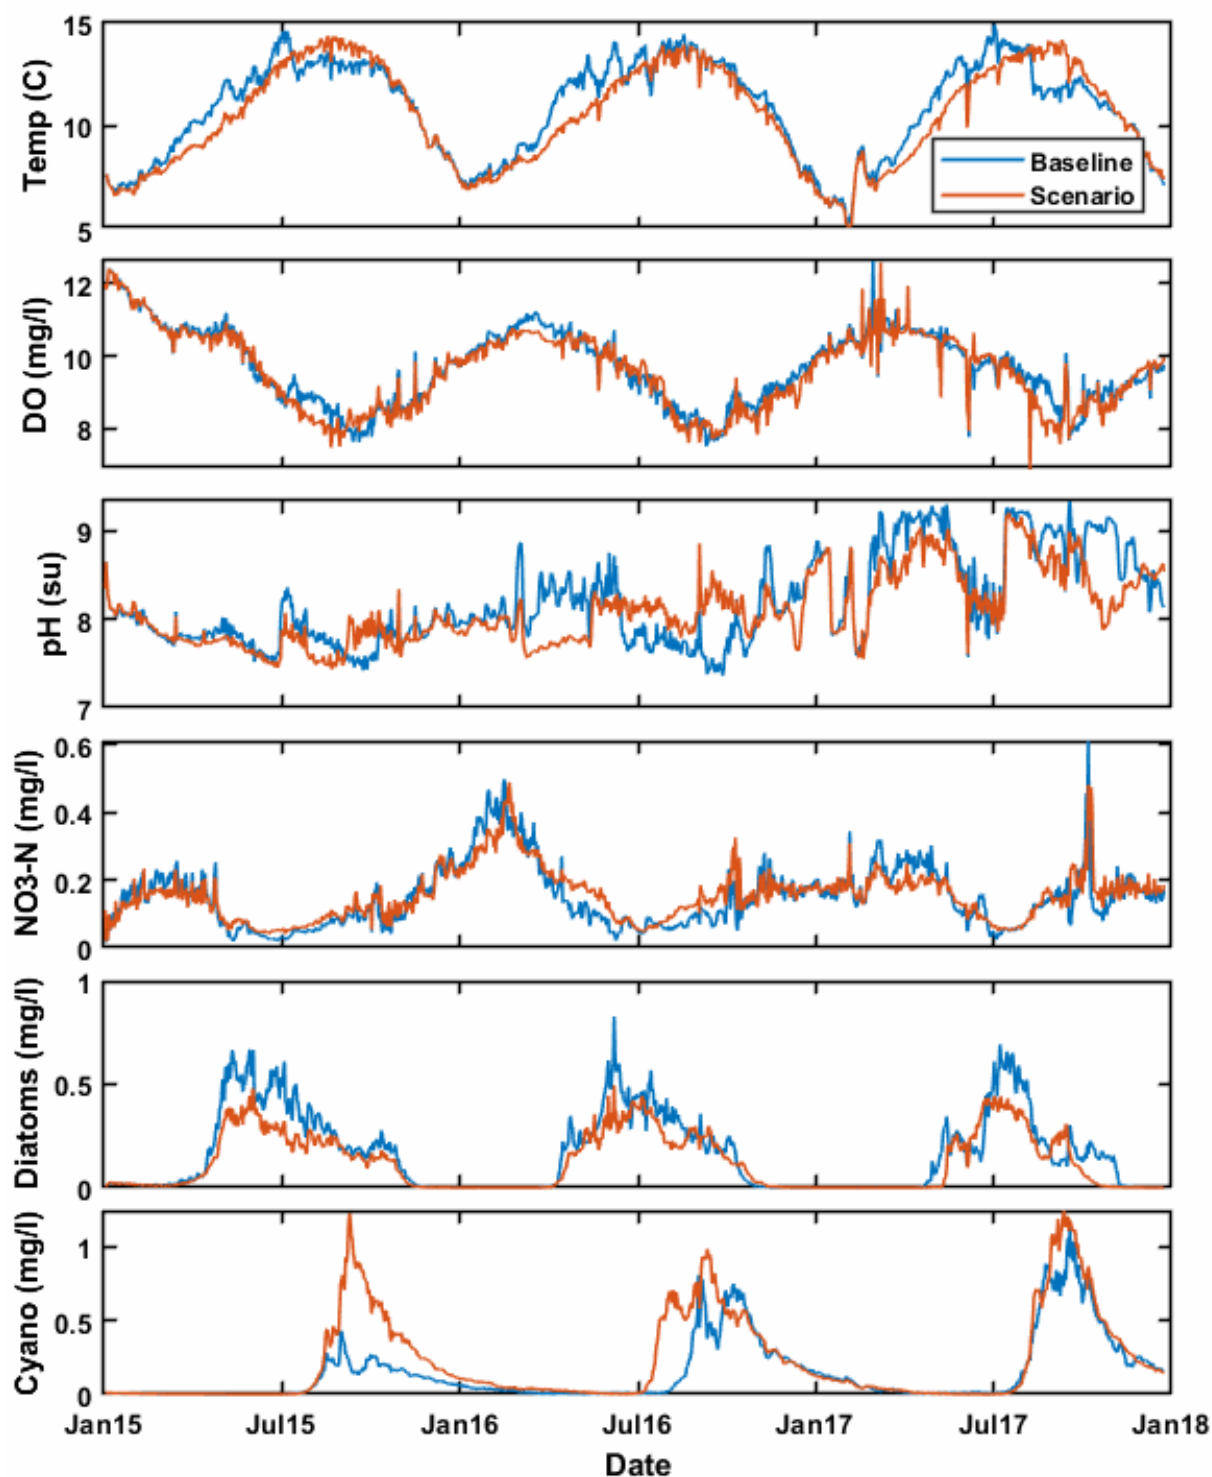 Temp (C)
15
10
5
Baseline
Scenario
DO (mg/l)
12
10
8
pH (su)
9
8
7
NO3-N (mg/l)
0.6
0.4
0.2
0
Diatoms (mg/l)
1
0.5
0
Cyano (mg/l)
1
0.5
0
Jan15 Jul15 Jan16 Jul16 Jan17 Jul17 Jan18
Date